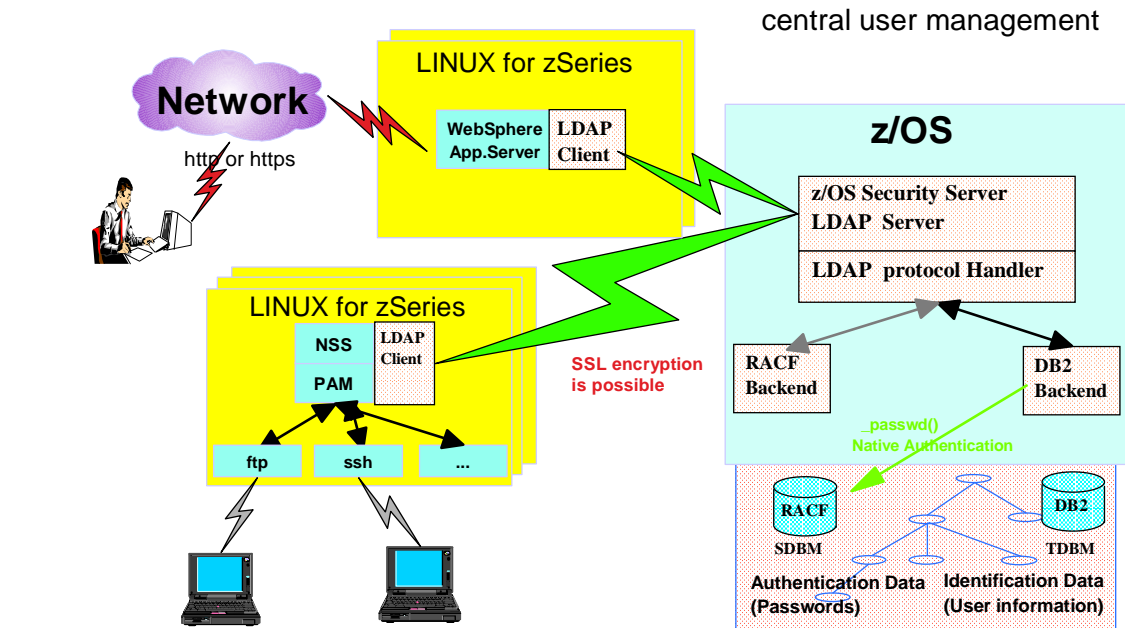 central user management
LINUX for zSeries
Network
WebSphere
App.Server
LDAP
Client
http or https
z/OS
z/OS Security Server
LDAP Server
LDAP protocol Handler
LINUX for zSeries
NSS
PAM
LDAP
Client
SSL encryption
is possible
RACF
Backend
DB2
Backend
_passwd()
Native Authentication
ftp
ssh
...
RACF
SDBM
DB2
TDBM
Authentication Data
(Passwords)
Identification Data
(User information)